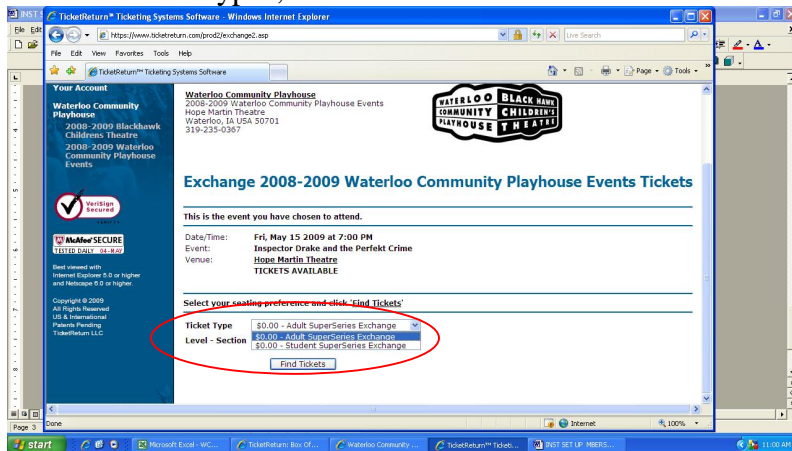 INST S
TicketReturn™ Ticketing Systems Software - Windows Internet Explorer
https://www.ticketreturn.com/prod2/exchange2.asp
Live Search
File Edit View Favorites Tools Help
TicketReturn™ Ticketing Systems Software
Page Tools
Your Account
Waterloo Community
Playhouse
2008-2009 Blackhawk
Childrens Theatre
2008-2009 Waterloo
Community Playhouse
Events
VeriSign
Secured
McAfee SECURE
TESTED DAILY 04-MAY
Best viewed with
Internet Explorer 5.0 or higher
and Netscape 6.0 or higher.
Copyright © 2009
All Rights Reserved
US & International
Patents Pending
TicketReturn LLC
Waterloo Community Playhouse
2008-2009 Waterloo Community Playhouse Events
Hope Martin Theatre
Waterloo, IA USA 50701
319-235-0367
WATERLOO BLACK HAWK
COMMUNITY CHILDREN'S
PLAYHOUSE THEATRE
Exchange 2008-2009 Waterloo Community Playhouse Events Tickets
This is the event you have chosen to attend.
Date/Time: Fri, May 15 2009 at 7:00 PM
Event: Inspector Drake and the Perfekt Crime
Venue: Hope Martin Theatre
TICKETS AVAILABLE
Select your seating preference and click 'Find Tickets'
Ticket Type $0.00 - Adult SuperSeries Exchange
Level - Section $0.00 - Adult SuperSeries Exchange
$0.00 - Student SuperSeries Exchange
Find Tickets
Done
Internet
100%
Page 3
start
Microsoft Excel - WC...
TicketReturn: Box Of...
Waterloo Community ...
TicketReturn™ Ticketi...
INST SET UP MBERS...
11:00 AM